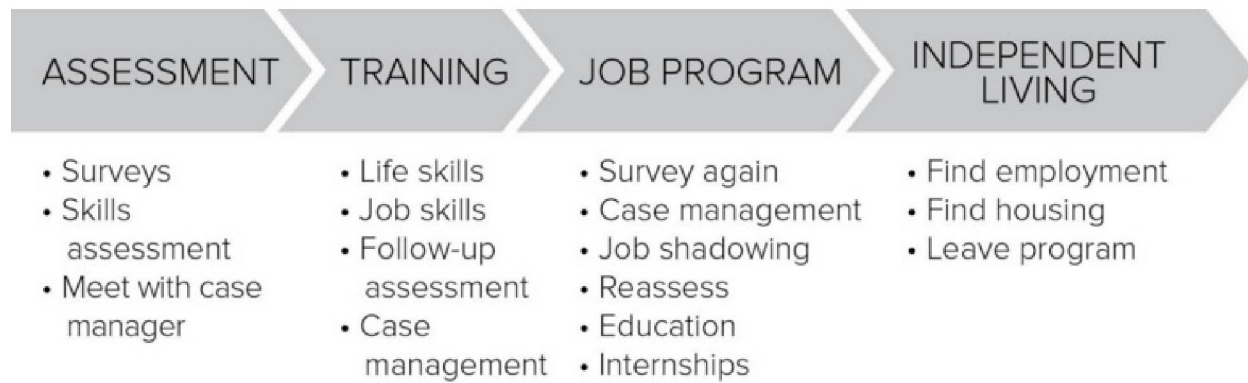 ASSESSMENT
TRAINING
JOB PROGRAM
INDEPENDENT
LIVING
• Surveys
• Skills
assessment
• Meet with case
manager
• Life skills
• Job skills
• Follow-up
assessment
• Case
management
• Survey again
• Case management
• Job shadowing
• Reassess
• Education
• Internships
• Find employment
• Find housing
• Leave program